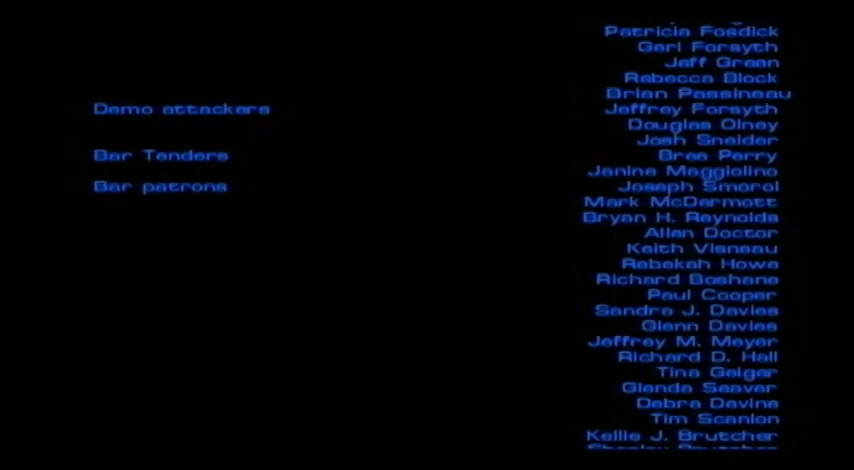 Patricia Fosdick
Gari Forsyth
Jeff Green
Rebecca Block
Brian Passineau
Demo attackers Jeffrey Forsyth
Douglas Olney
Josh Sneider
Bar Tenders Brea Perry
Janine Maggiolino
Bar patrons Joseph Smorol
Mark McDermott
Bryan H. Reynolds
Allen Doctor
Keith Visneau
Rebekah Howe
Richard Boshane
Paul Cooper
Sandra J. Davies
Glenn Davies
Jeffrey M. Meyer
Richard D. Hall
Tina Geiger
Glenda Seaver
Debra Devine
Tim Scanlon
Kellie J. Brutcher